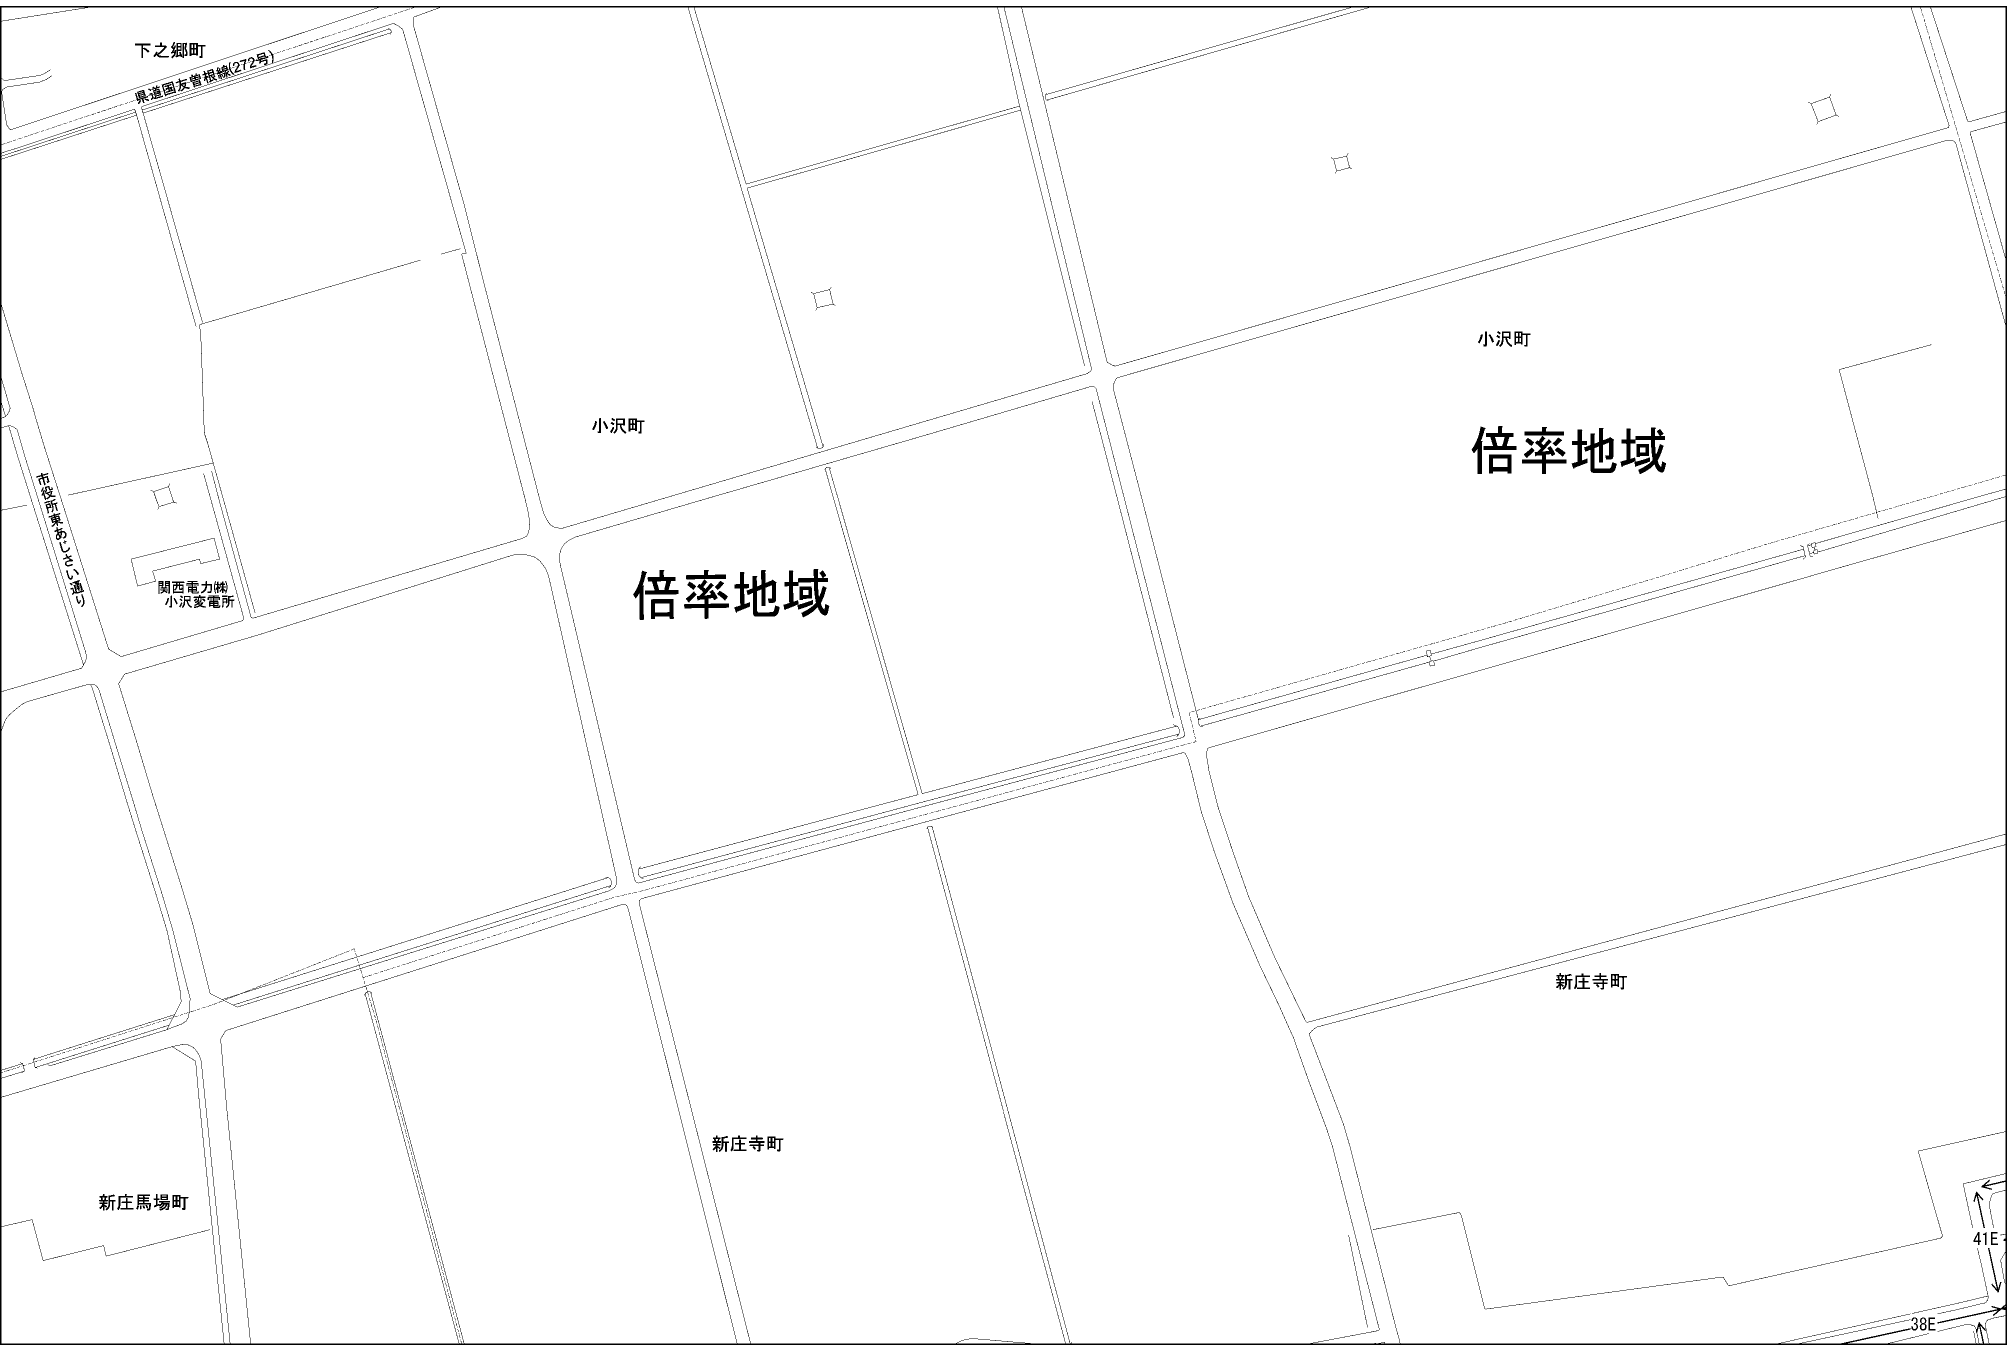 下之郷町
県道国友曽根線(272号)
小沢町
小沢町
倍率地域
市役所東あじさい通り
関西電力㈱
小沢変電所
倍率地域
新庄寺町
新庄寺町
新庄馬場町
41E
38E